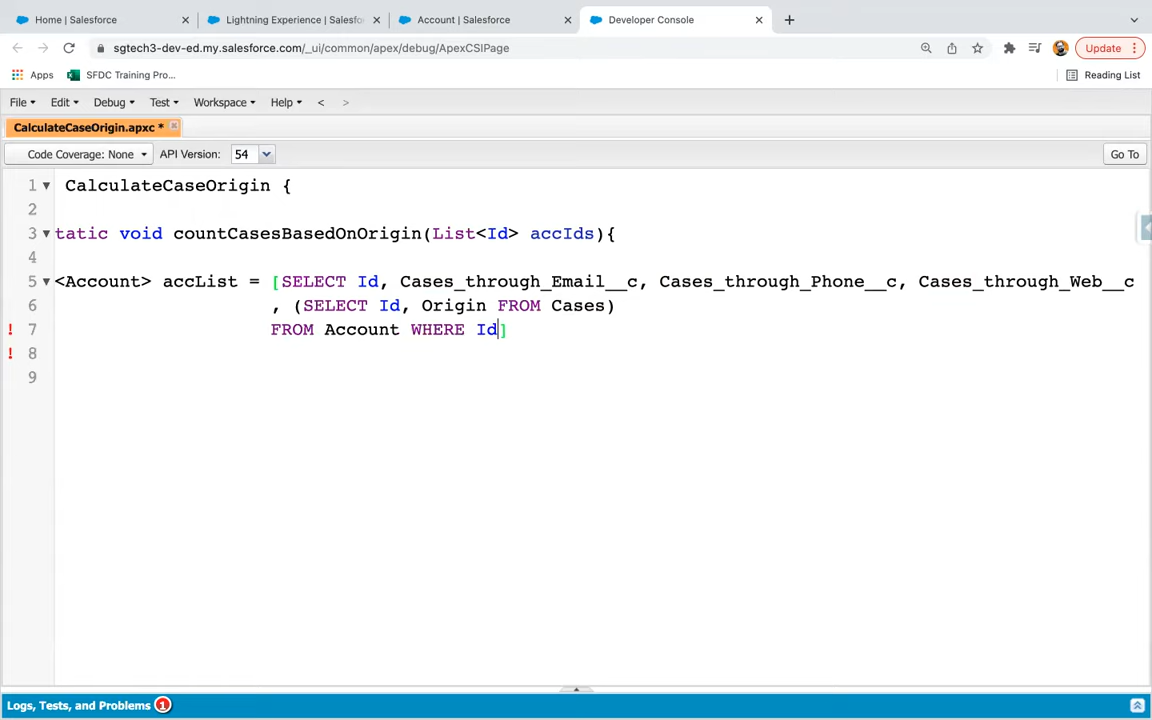 Home | Salesforce
Lightning Experience | Salesfo
Account | Salesforce
Developer Console
sgtech3-dev-ed.my.salesforce.com/_ui/common/apex/debug/ApexCSIPage
Update
Apps
SFDC Training Pro...
Reading List
File Edit Debug Test Workspace Help < >
CalculateCaseOrigin.apxc *
Code Coverage: None API Version: 54 Go To
1 CalculateCaseOrigin {
2
3 tatic void countCasesBasedOnOrigin(List<Id> accIds){
4
5 <Account> accList = [SELECT Id, Cases_through_Email__c, Cases_through_Phone__c, Cases_through_Web__c
6 , (SELECT Id, Origin FROM Cases)
! 7 FROM Account WHERE Id]
! 8
9
Logs, Tests, and Problems 1